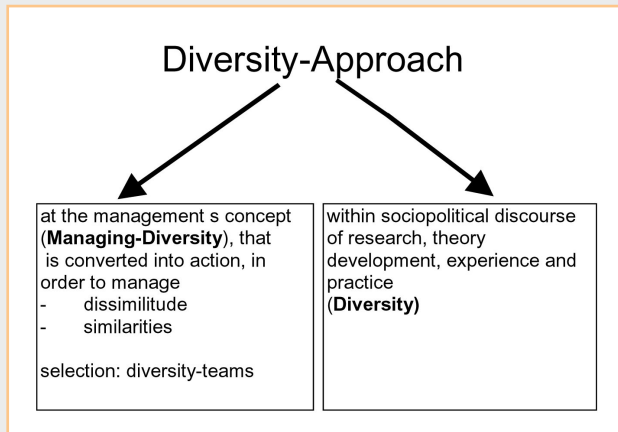 Diversity-Approach
at the management s concept
(Managing-Diversity), that
is converted into action, in
order to manage
- dissimilitude
- similarities
selection: diversity-teams
within sociopolitical discourse
of research, theory
development, experience and
practice
(Diversity)